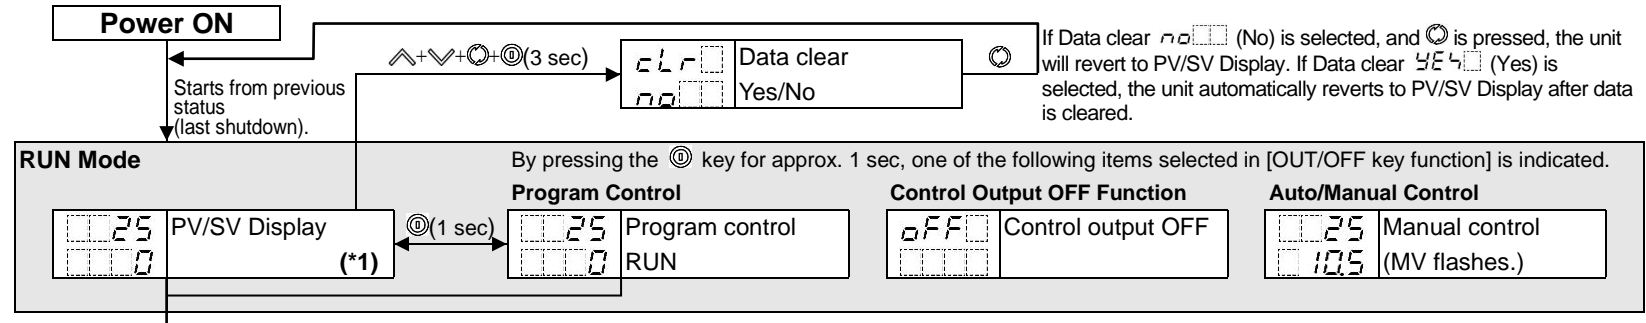 Power ON
Starts from previous
status
(last shutdown).
+ + + (3 sec)
cLr
Data clear
no
Yes/No
If Data clear no (No) is selected, and is pressed, the unit
will revert to PV/SV Display. If Data clear YES (Yes) is
selected, the unit automatically reverts to PV/SV Display after data
is cleared.
RUN Mode
By pressing the key for approx. 1 sec, one of the following items selected in [OUT/OFF key function] is indicated.
Program Control
Control Output OFF Function
Auto/Manual Control
25
PV/SV Display
0
(*1)
(1 sec)
25
Program control
0
RUN
oFF
Control output OFF
25
Manual control
10.5
(MV flashes.)